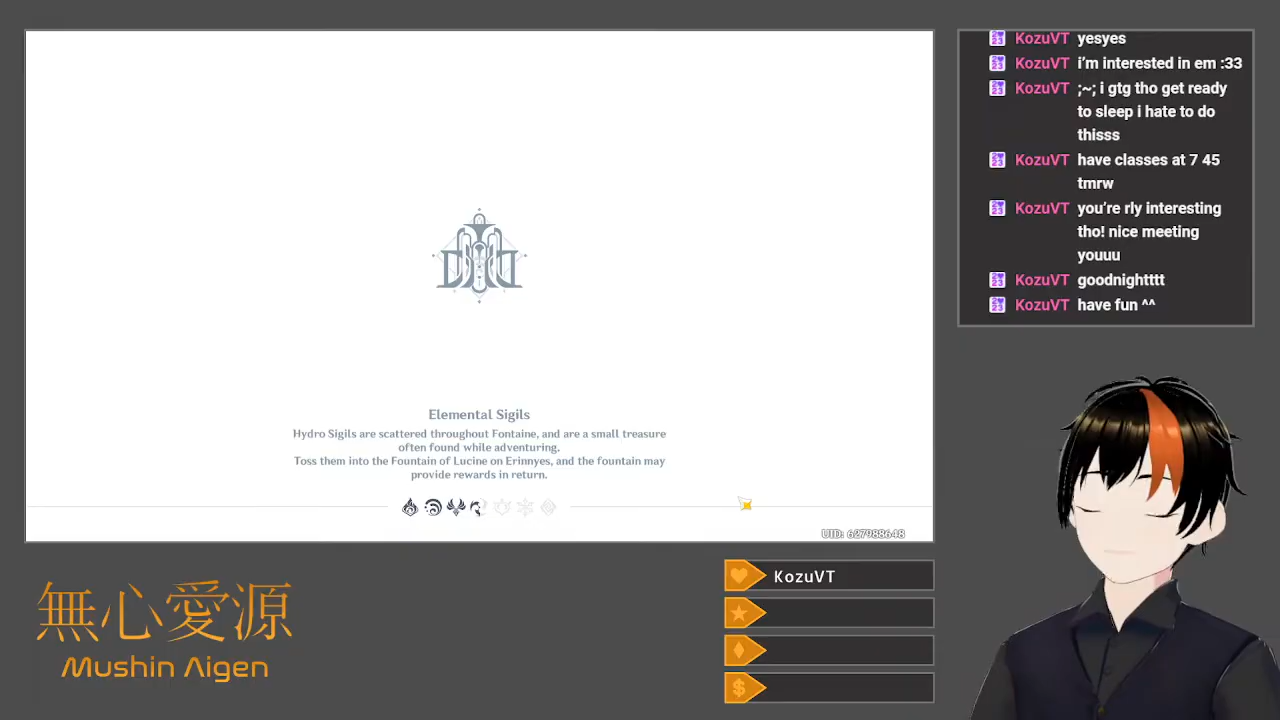 KozuVT yesyes
KozuVT i'm interested in em :33
KozuVT ;~; i gtg tho get ready
to sleep i hate to do
thisss
KozuVT have classes at 7 45
tmrw
KozuVT you're rly interesting
tho! nice meeting
youuu
KozuVT goodnightttt
KozuVT have fun ^^
Elemental Sigils
Hydro Sigils are scattered throughout Fontaine, and are a small treasure
often found while adventuring.
Toss them into the Fountain of Lucine on Erinnyes, and the fountain may
provide rewards in return.
UID: 627988648
KozuVT
無心愛源
Mushin Aigen